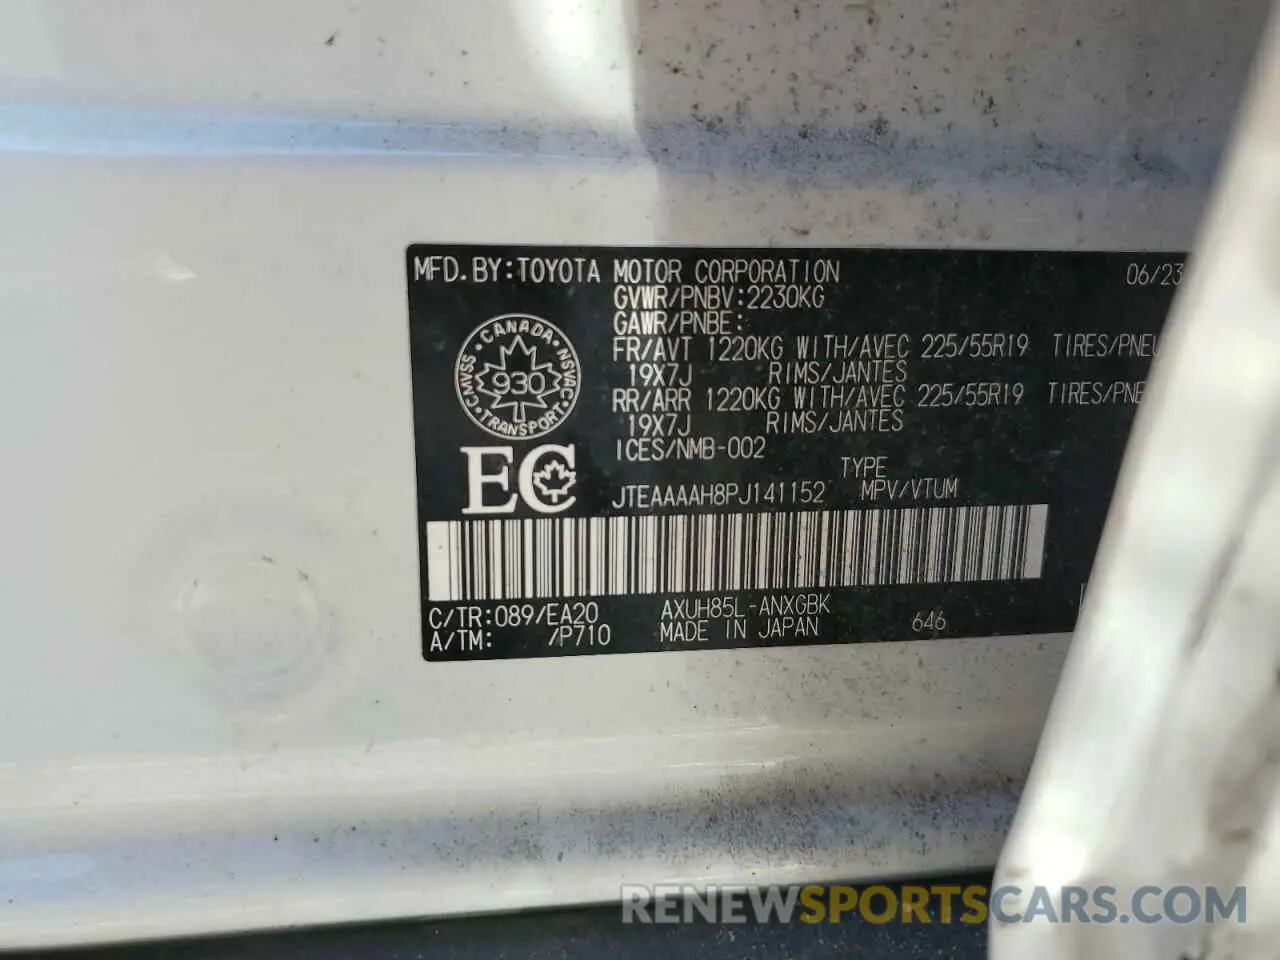 MFD. BY: TOYOTA MOTOR CORPORATION 06/23
GVWR/PNBV: 2230KG
GAWR/PNBE:
FR/AVT 1220KG WITH/AVEC 225/55R19 TIRES/PNEU
19X7J RIMS/JANTES
RR/ARR 1220KG WITH/AVEC 225/55R19 TIRES/PNE
19X7J RIMS/JANTES
ICES/NMB-002
CANADA
CMVSS NSVAC
930
TRANSPORT
EC
TYPE
JTEAAAAH8PJ141152 MPV/VTUM
C/TR: 089/EA20 AXUH85L-ANXGBK
A/TM: /P710 MADE IN JAPAN 646
RENEWSPORTSCARS.COM